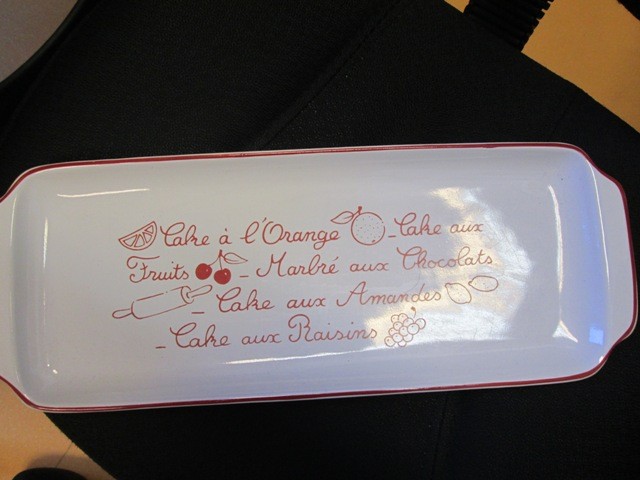 Cake à l'Orange - Cake aux
Fruits - Marbré aux Chocolats
- Cake aux Amandes
- Cake aux Raisins